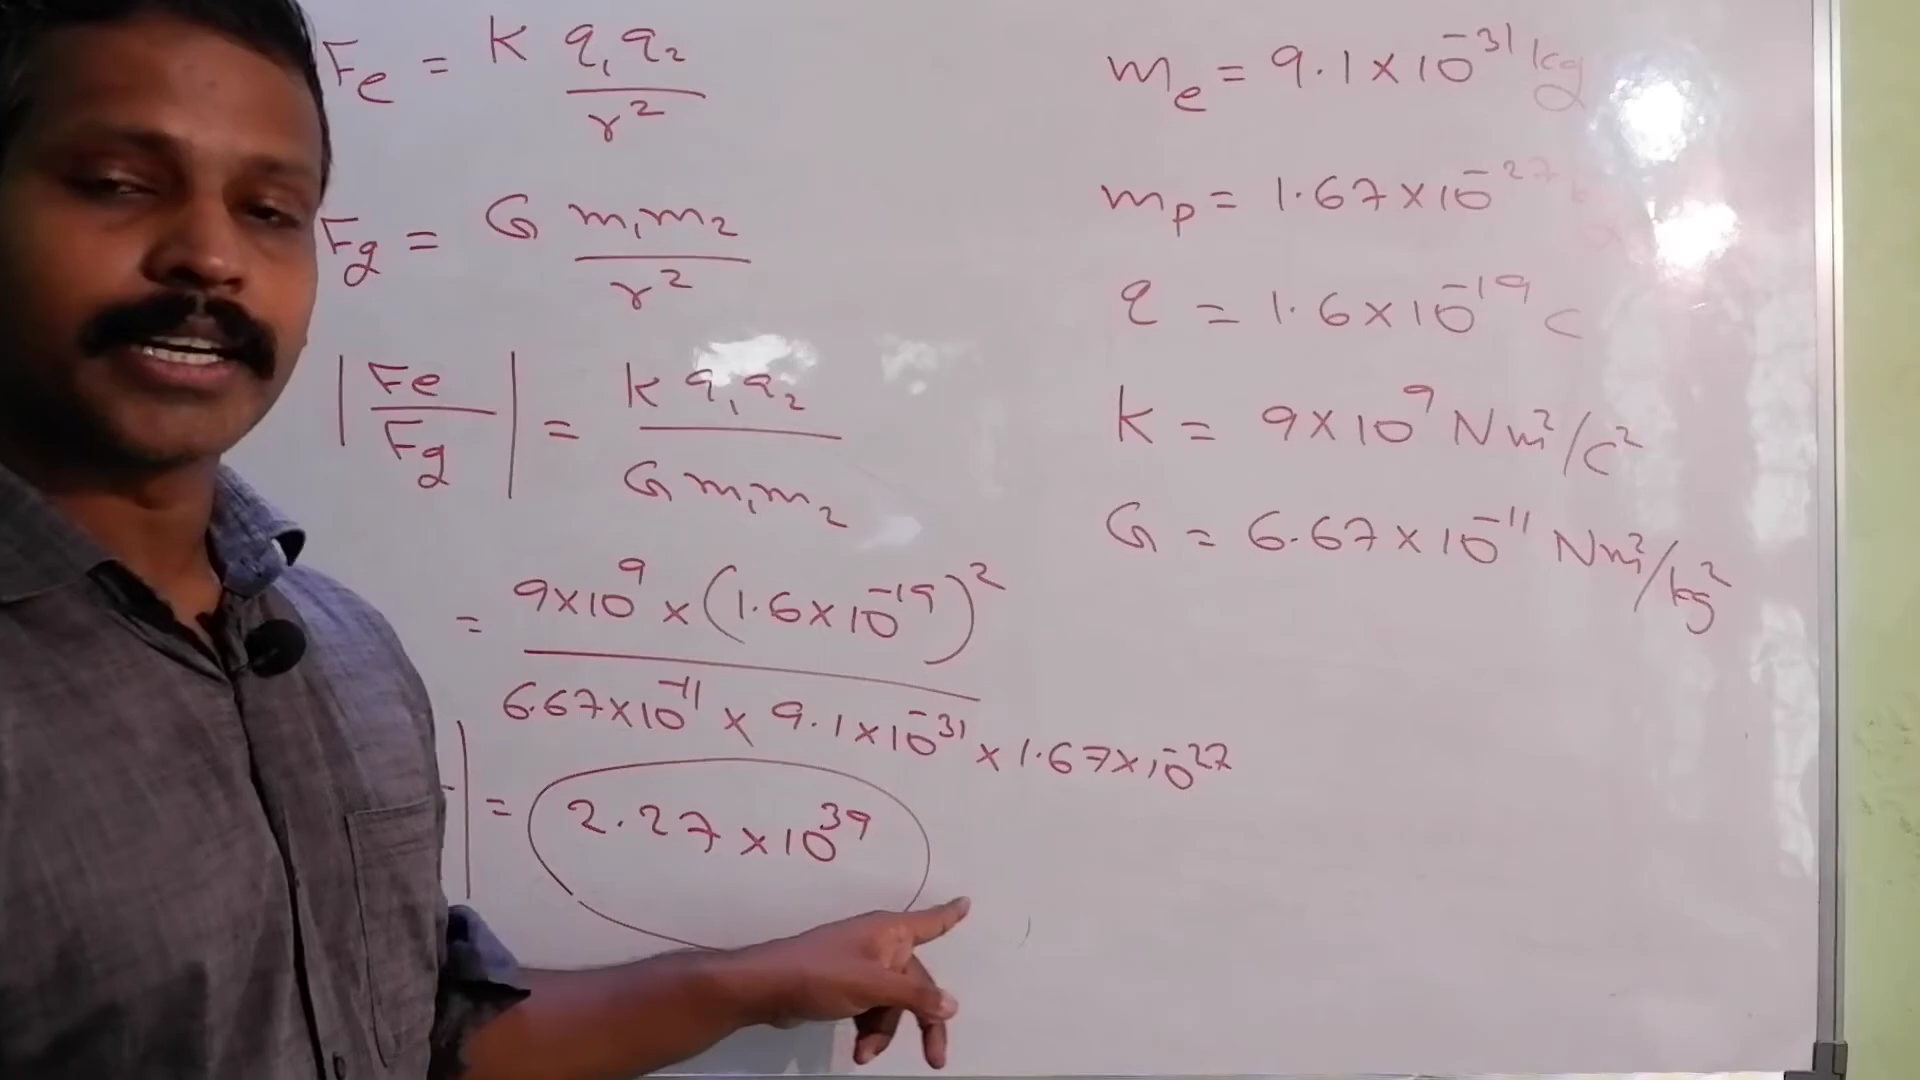 Fe = K q₁q₂ / r²
Fg = G m₁m₂ / r²
|Fe / Fg| = K q₁q₂ / G m₁m₂
= 9×10⁹ × (1.6×10⁻¹⁹)² / 6.67×10⁻¹¹ × 9.1×10⁻³¹ × 1.67×10⁻²⁷
| = 2.27×10³⁹
me = 9.1×10⁻³¹ kg
mp = 1.67×10⁻²⁷
q = 1.6×10⁻¹⁹ C
K = 9×10⁹ Nm²/C²
G = 6.67×10⁻¹¹ Nm²/kg²